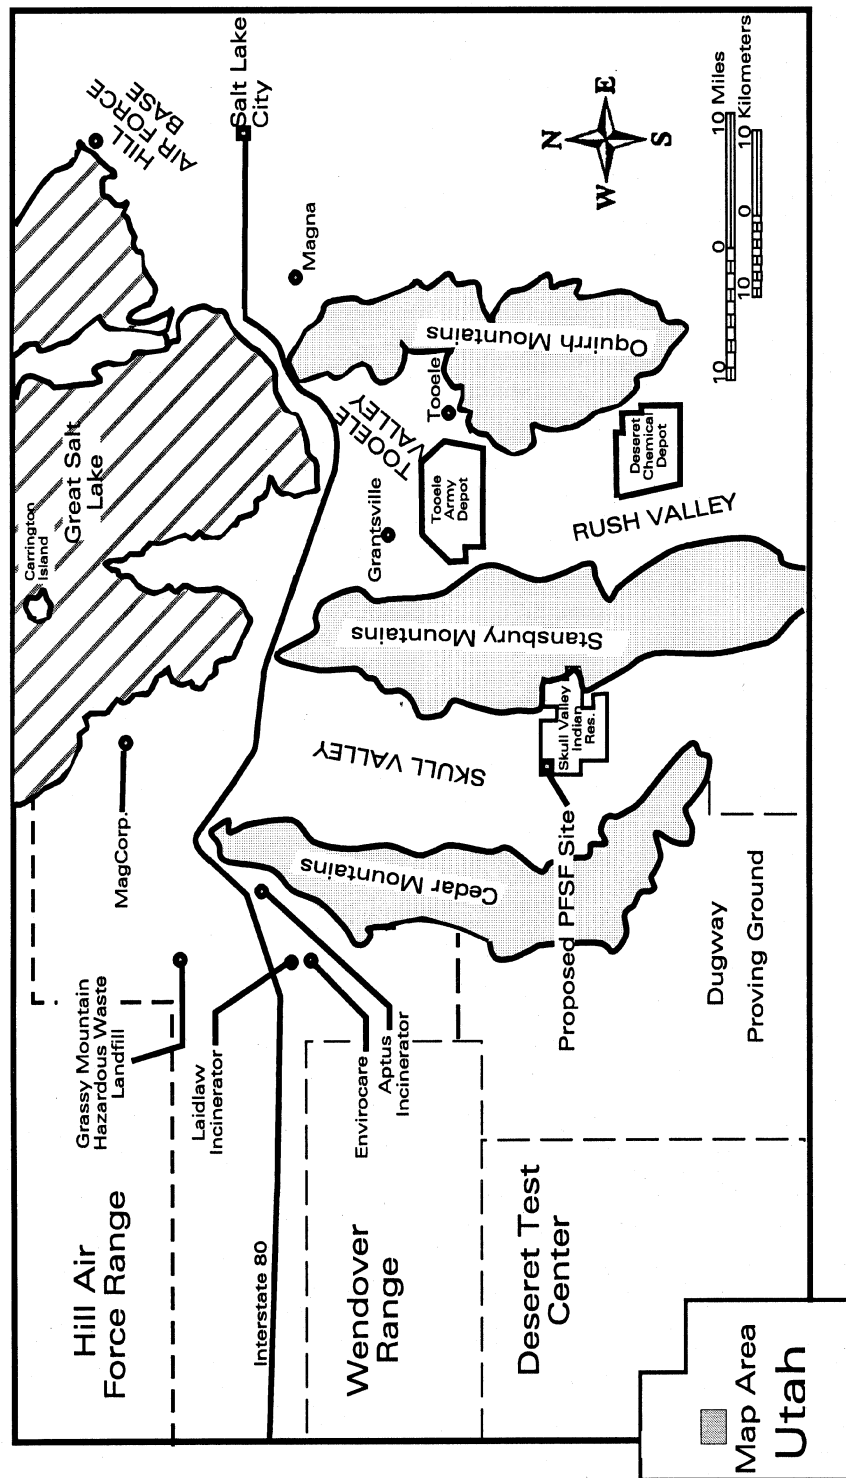 HILL
AIR FORCE
BASE
Salt Lake
City
Magna
Carrington
Island
Great Salt
Lake
TOOELE
VALLEY
Tooele
Oquirrh Mountains
Grantsville
Tooele
Army
Depot
Deseret
Chemical
Depot
RUSH VALLEY
Stansbury Mountains
Skull Valley
Indian
Res.
SKULL VALLEY
MagCorp.
Cedar Mountains
Proposed PFSF Site
Grassy Mountain
Hazardous Waste
Landfill
Laidlaw
Incinerator
Envirocare
Aptus
Incinerator
Dugway
Proving Ground
Hill Air
Force Range
Interstate 80
Wendover
Range
Deseret Test
Center
N
E
S
W
10 0 10 Miles
10 0 10 Kilometers
Map Area
Utah